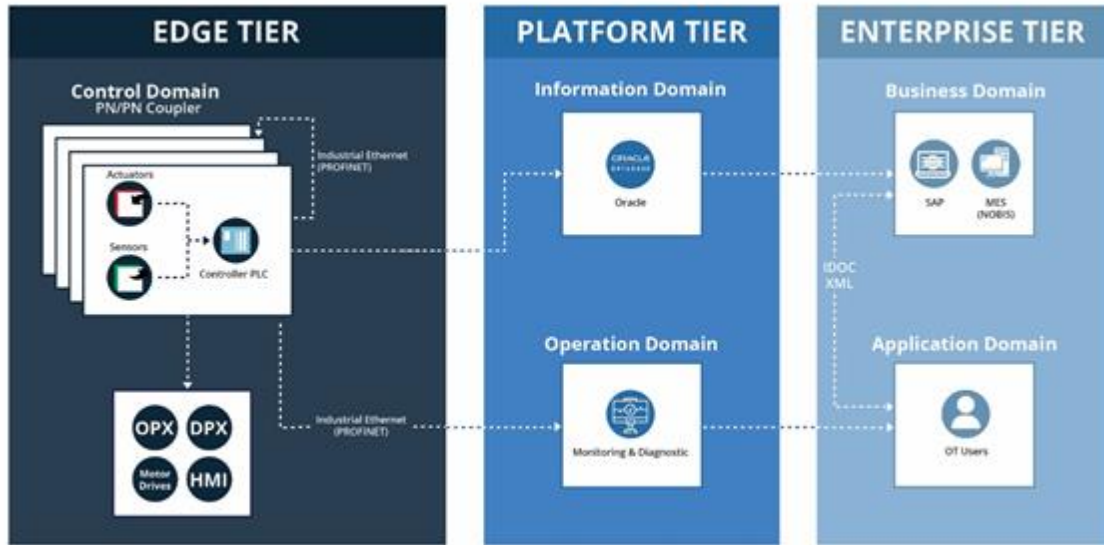 EDGE TIER
Control Domain
PN/PN Coupler
Industrial Ethernet
(PROFINET)
Actuators
Sensors
Controller PLC
OPX
DPX
Motor
Drives
HMI
Industrial Ethernet
(PROFINET)
PLATFORM TIER
Information Domain
ORACLE
DATABASE
Oracle
Operation Domain
Monitoring & Diagnostic
ENTERPRISE TIER
Business Domain
SAP
MES
(NOBIS)
IDOC
XML
Application Domain
OT Users